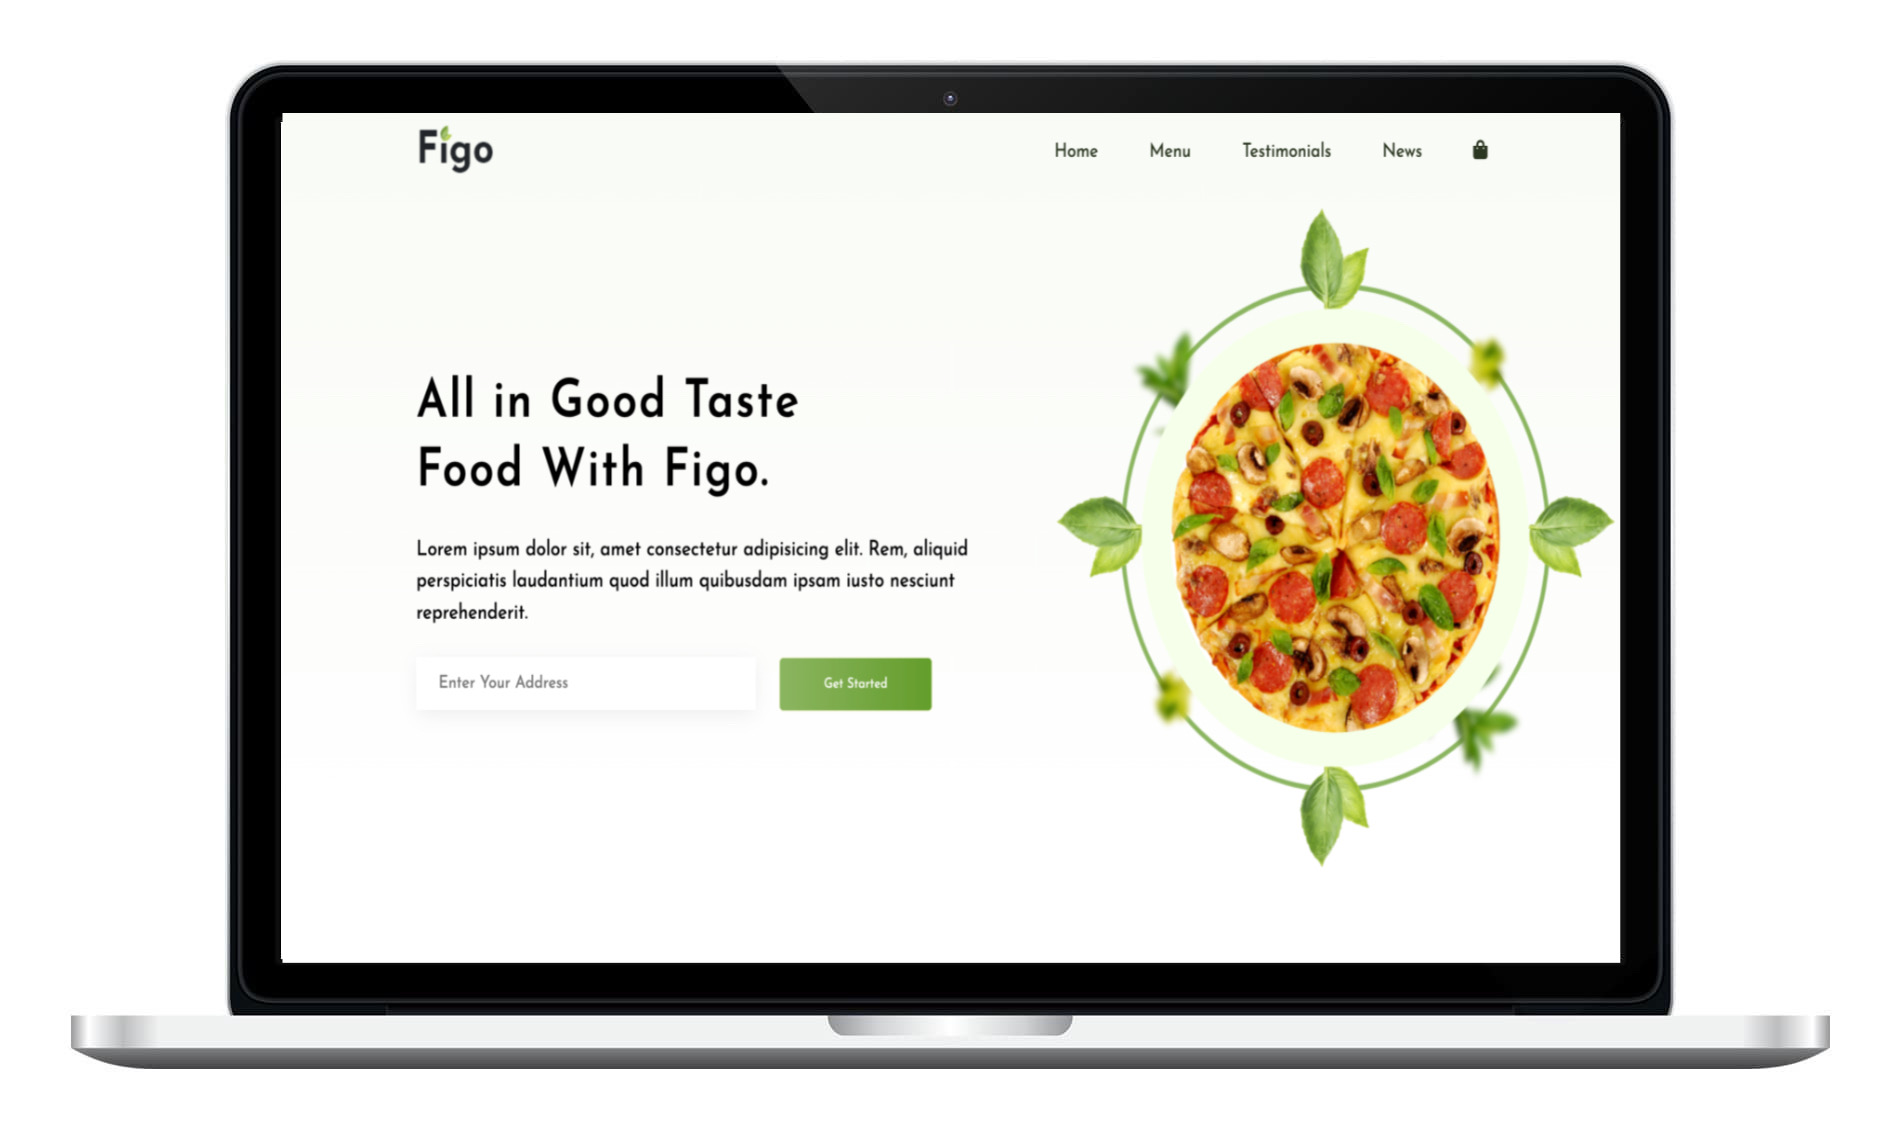 Figo
Home Menu Testimonials News
All in Good Taste
Food With Figo.
Lorem ipsum dolor sit, amet consectetur adipisicing elit. Rem, aliquid
perspiciatis laudantium quod illum quibusdam ipsam iusto nesciunt
reprehenderit.
Enter Your Address
Get Started